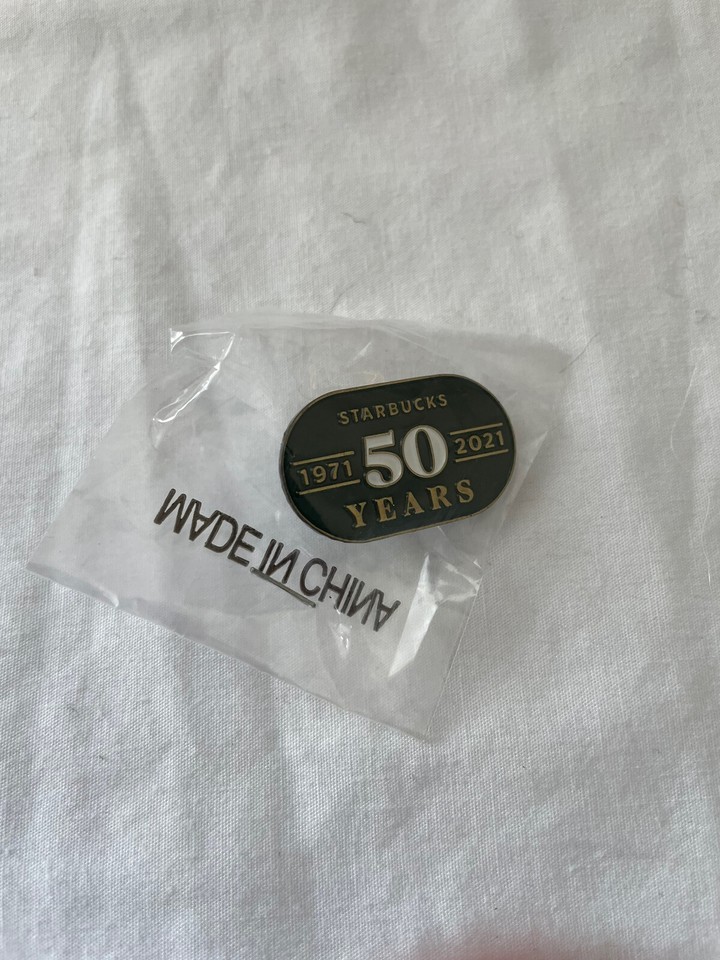 STARBUCKS
1971 50 2021
YEARS
MADE IN CHINA